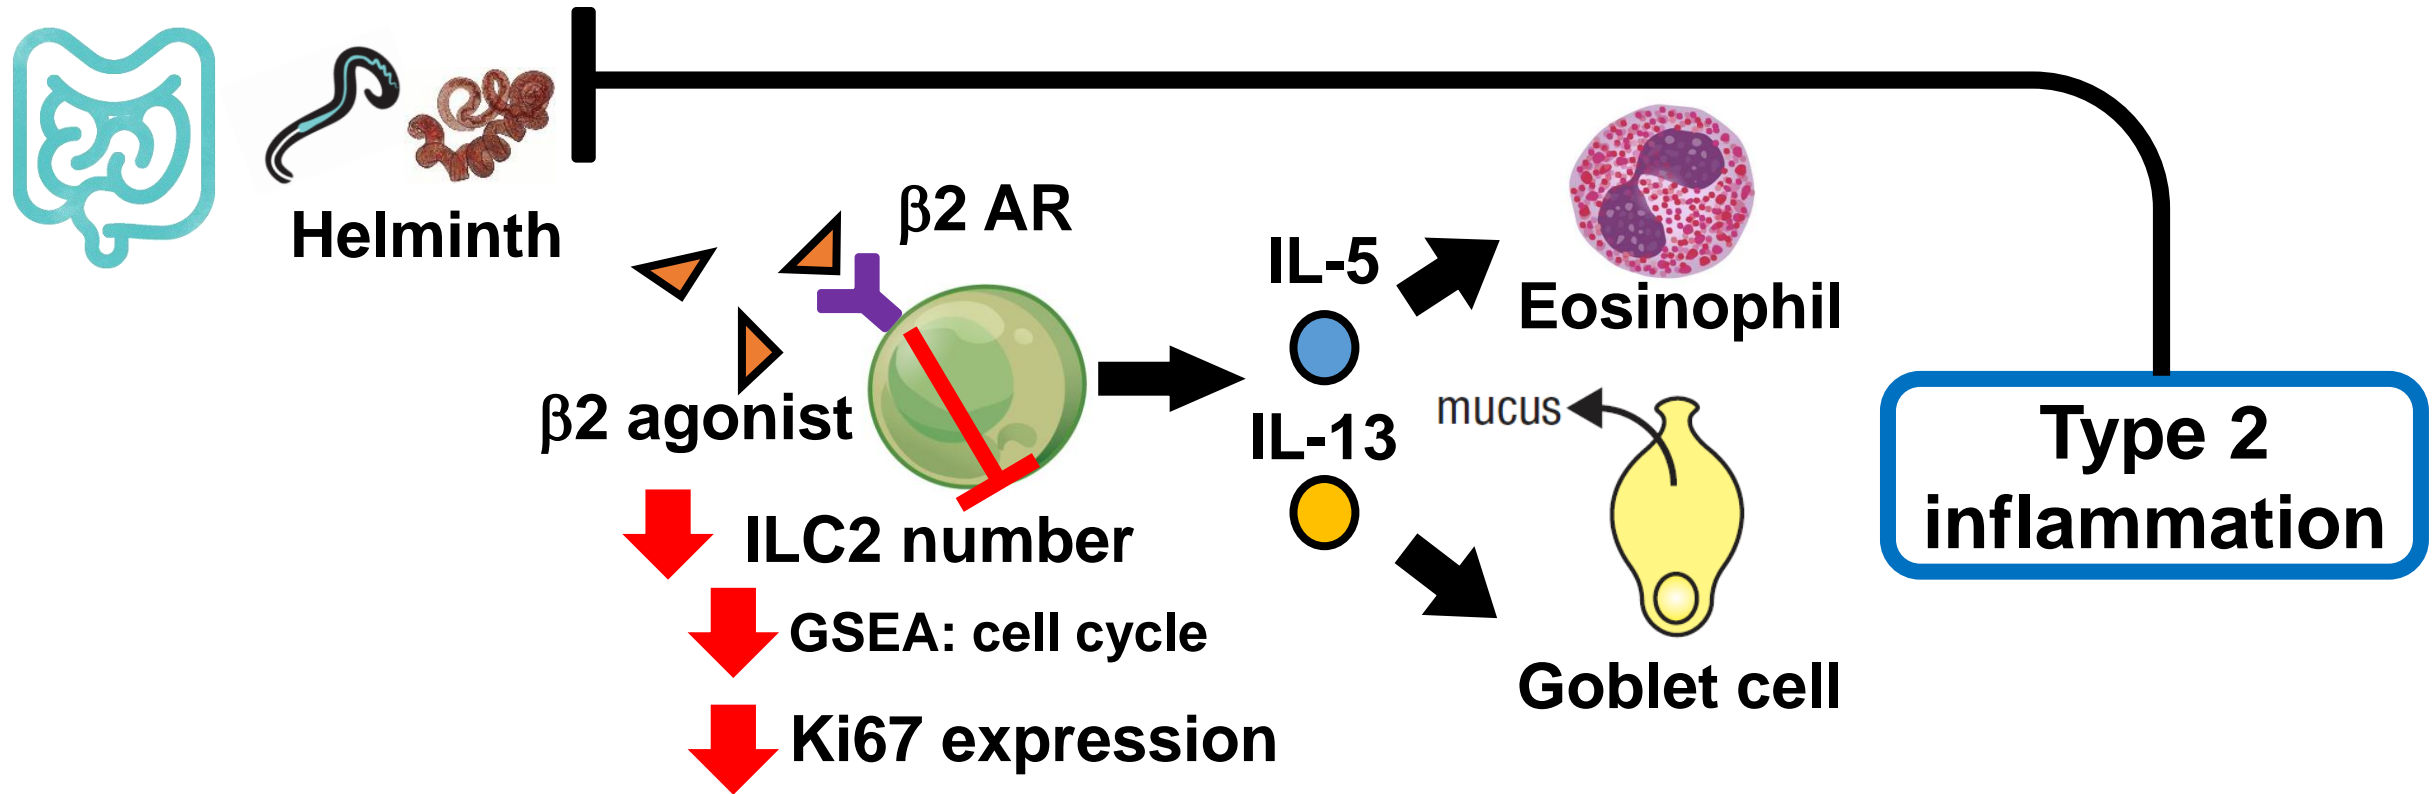 Helminth
β2 AR
β2 agonist
ILC2 number
GSEA: cell cycle
Ki67 expression
IL-5
IL-13
Eosinophil
mucus
Goblet cell
Type 2
inflammation